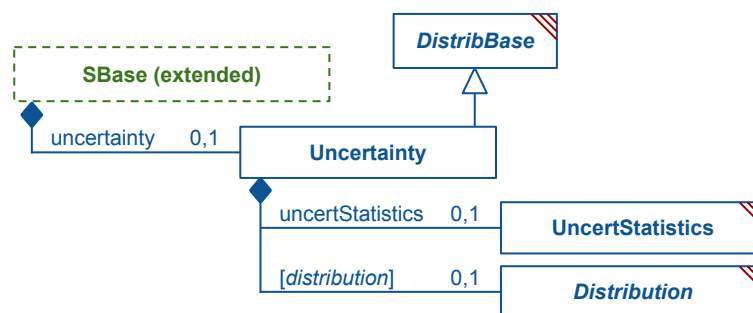 DistribBase
SBase (extended)
uncertainty 0,1
Uncertainty
uncertStatistics 0,1
UncertStatistics
[distribution] 0,1
Distribution